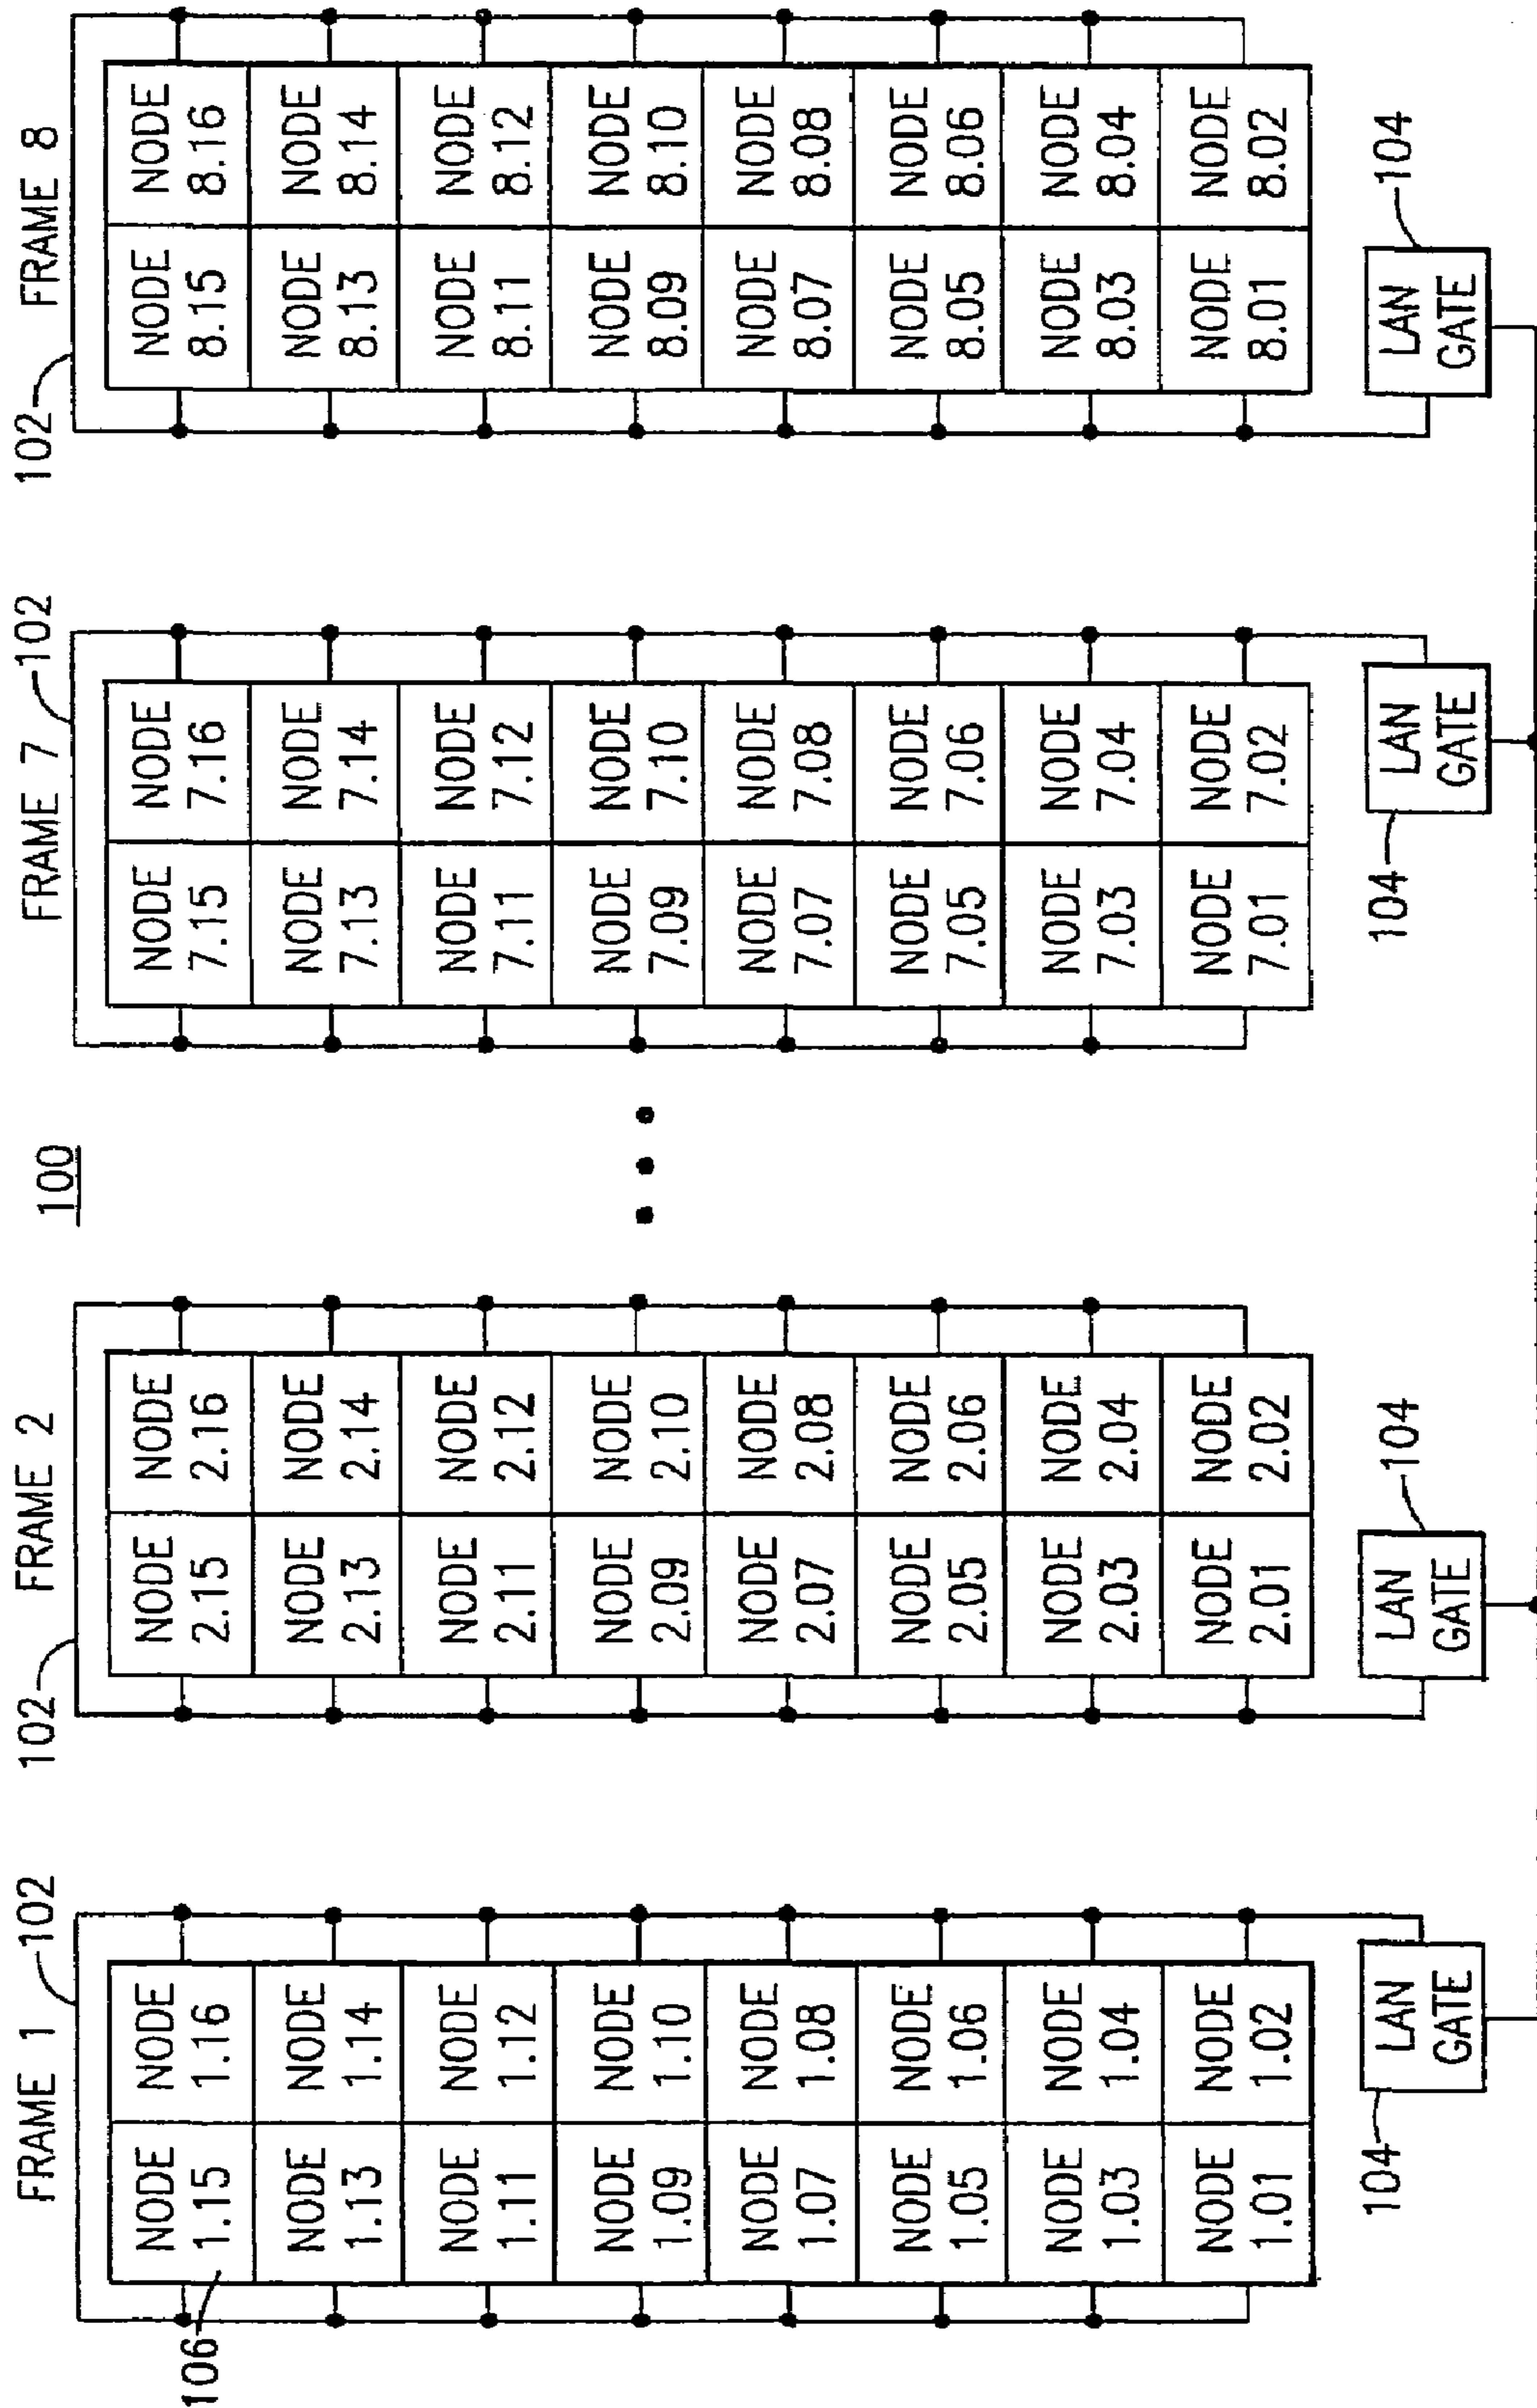 100
FRAME 1
102
NODE
1.15
NODE
1.16
NODE
1.13
NODE
1.14
NODE
1.11
NODE
1.12
NODE
1.09
NODE
1.10
NODE
1.07
NODE
1.08
NODE
1.05
NODE
1.06
NODE
1.03
NODE
1.04
NODE
1.01
NODE
1.02
106
104
LAN
GATE
102
FRAME 2
NODE
2.15
NODE
2.16
NODE
2.13
NODE
2.14
NODE
2.11
NODE
2.12
NODE
2.09
NODE
2.10
NODE
2.07
NODE
2.08
NODE
2.05
NODE
2.06
NODE
2.03
NODE
2.04
NODE
2.01
NODE
2.02
LAN
GATE
104
FRAME 7
102
NODE
7.15
NODE
7.16
NODE
7.13
NODE
7.14
NODE
7.11
NODE
7.12
NODE
7.09
NODE
7.10
NODE
7.07
NODE
7.08
NODE
7.05
NODE
7.06
NODE
7.03
NODE
7.04
NODE
7.01
NODE
7.02
104
LAN
GATE
102
FRAME 8
NODE
8.15
NODE
8.16
NODE
8.13
NODE
8.14
NODE
8.11
NODE
8.12
NODE
8.09
NODE
8.10
NODE
8.07
NODE
8.08
NODE
8.05
NODE
8.06
NODE
8.03
NODE
8.04
NODE
8.01
NODE
8.02
LAN
GATE
104